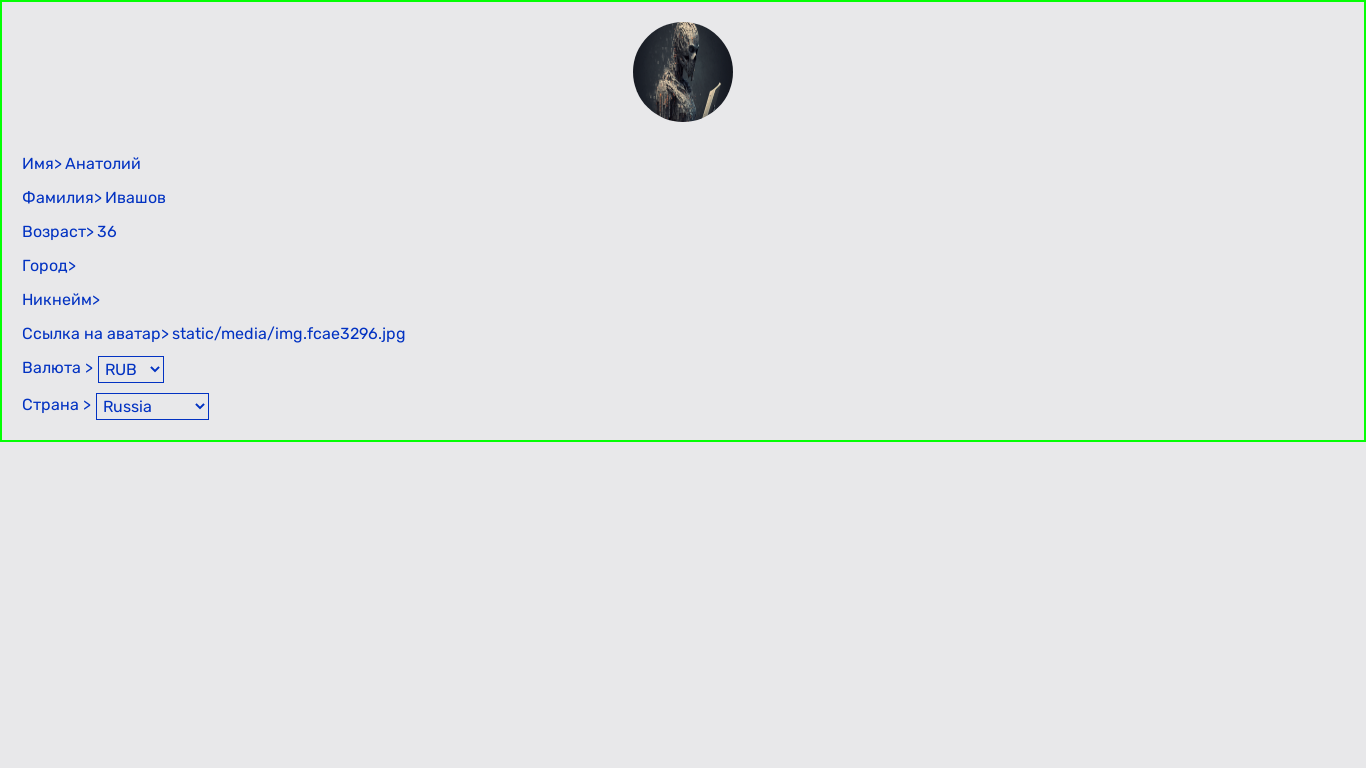 Имя> Анатолий
Фамилия> Ивашов
Возраст> 36
Город>
Никнейм>
Ссылка на аватар> static/media/img.fcae3296.jpg
Валюта > RUB
Страна > Russia